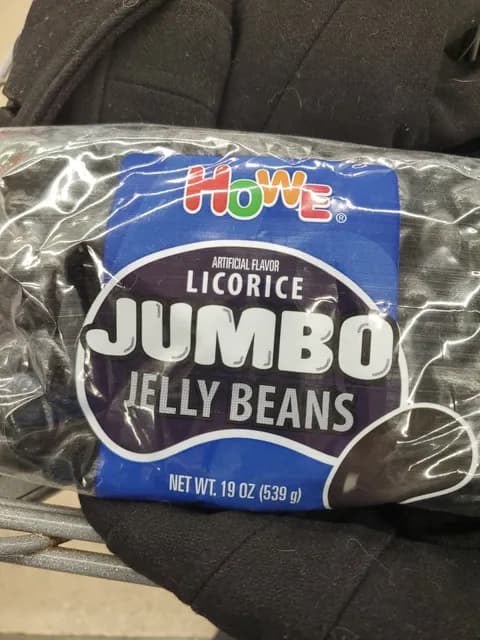 HOWE®
ARTIFICIAL FLAVOR
LICORICE
JUMBO
JELLY BEANS
NET WT. 19 OZ (539 g)